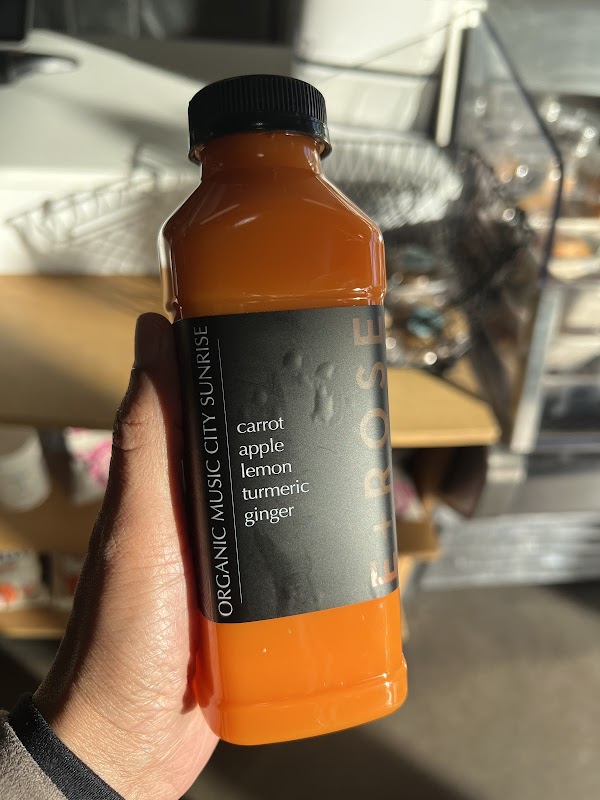 ORGANIC MUSIC CITY SUNRISE
carrot
apple
lemon
turmeric
ginger